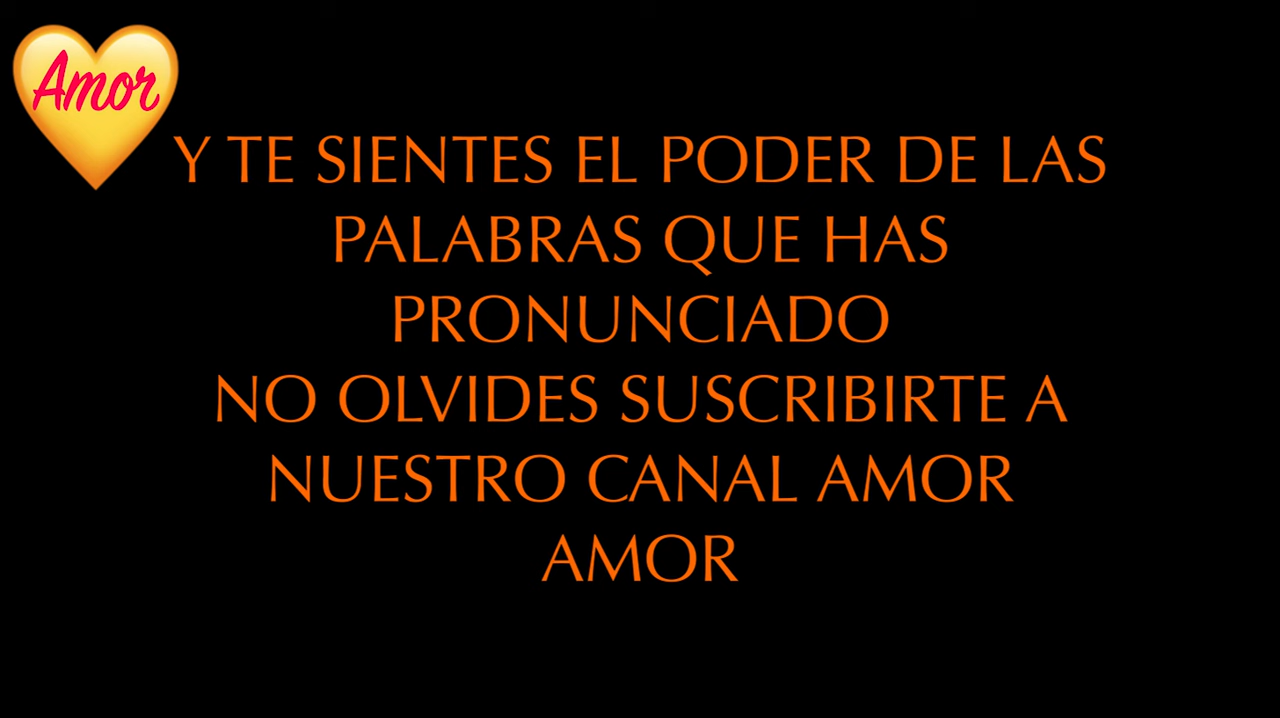 Amor
Y TE SIENTES EL PODER DE LAS
PALABRAS QUE HAS
PRONUNCIADO
NO OLVIDES SUSCRIBIRTE A
NUESTRO CANAL AMOR
AMOR